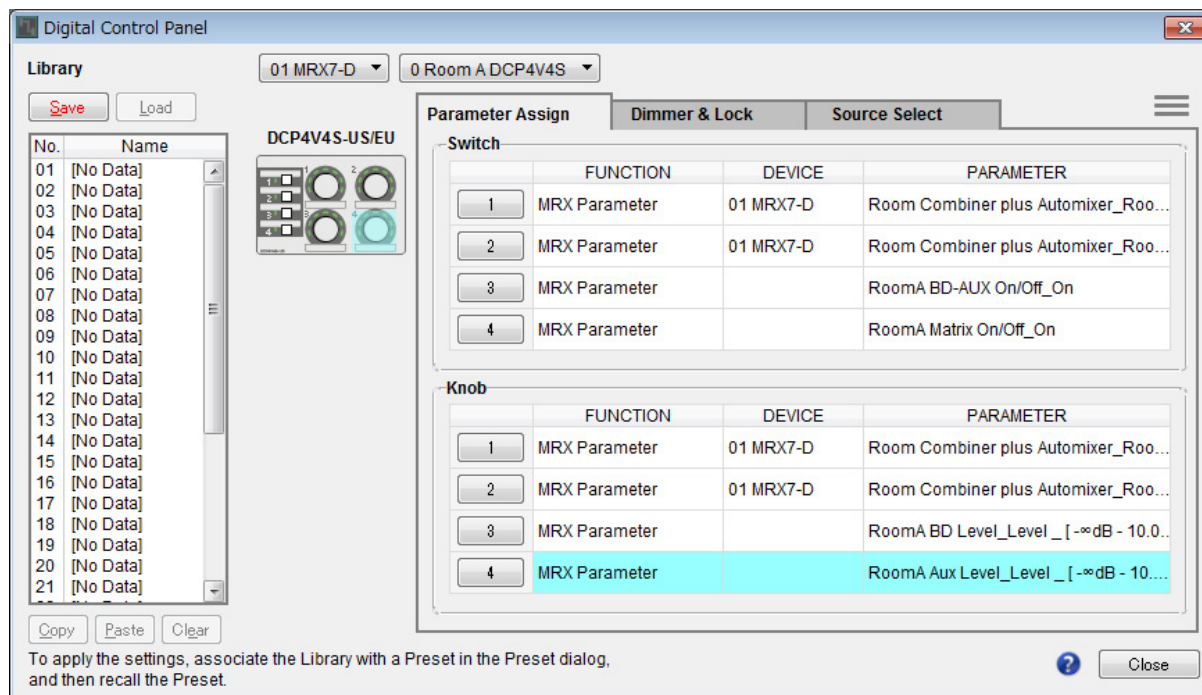 Digital Control Panel
Library
01 MRX7-D
0 Room A DCP4V4S
Save
Load
Parameter Assign
Dimmer & Lock
Source Select
DCP4V4S-US/EU
No. Name
01 [No Data]
02 [No Data]
03 [No Data]
04 [No Data]
05 [No Data]
06 [No Data]
07 [No Data]
08 [No Data]
09 [No Data]
10 [No Data]
11 [No Data]
12 [No Data]
13 [No Data]
14 [No Data]
15 [No Data]
16 [No Data]
17 [No Data]
18 [No Data]
19 [No Data]
20 [No Data]
21 [No Data]
1 2
1
2
3
4
3 4
Switch
FUNCTION DEVICE PARAMETER
1 MRX Parameter 01 MRX7-D Room Combiner plus Automixer_Roo...
2 MRX Parameter 01 MRX7-D Room Combiner plus Automixer_Roo...
3 MRX Parameter RoomA BD-AUX On/Off_On
4 MRX Parameter RoomA Matrix On/Off_On
Knob
FUNCTION DEVICE PARAMETER
1 MRX Parameter 01 MRX7-D Room Combiner plus Automixer_Roo...
2 MRX Parameter 01 MRX7-D Room Combiner plus Automixer_Roo...
3 MRX Parameter RoomA BD Level_Level _ [ -∞dB - 10.0..
4 MRX Parameter RoomA Aux Level_Level _ [ -∞dB - 10....
Copy
Paste
Clear
To apply the settings, associate the Library with a Preset in the Preset dialog,
and then recall the Preset.
?
Close